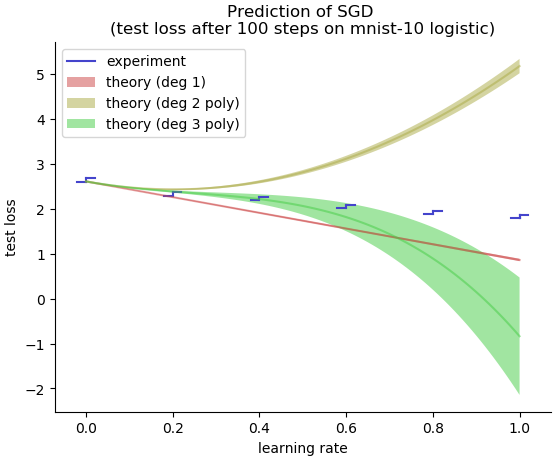 Prediction of SGD
(test loss after 100 steps on mnist-10 logistic)
experiment
theory (deg 1)
theory (deg 2 poly)
theory (deg 3 poly)
test loss
5
4
3
2
1
0
−1
−2
0.0 0.2 0.4 0.6 0.8 1.0
learning rate